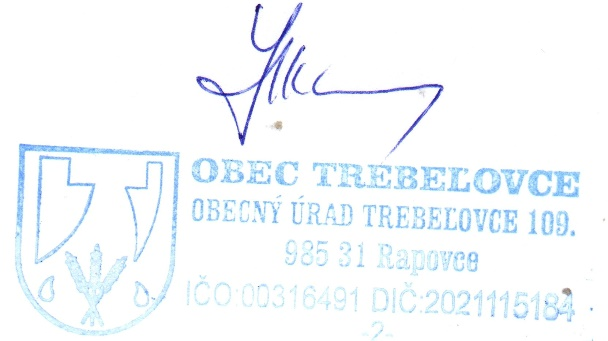 OBEC TREBEĽOVCE
OBECNÝ ÚRAD TREBEĽOVCE 109.
985 31 Rapovce
IČO:00316491 DIČ:2021115184
-2-